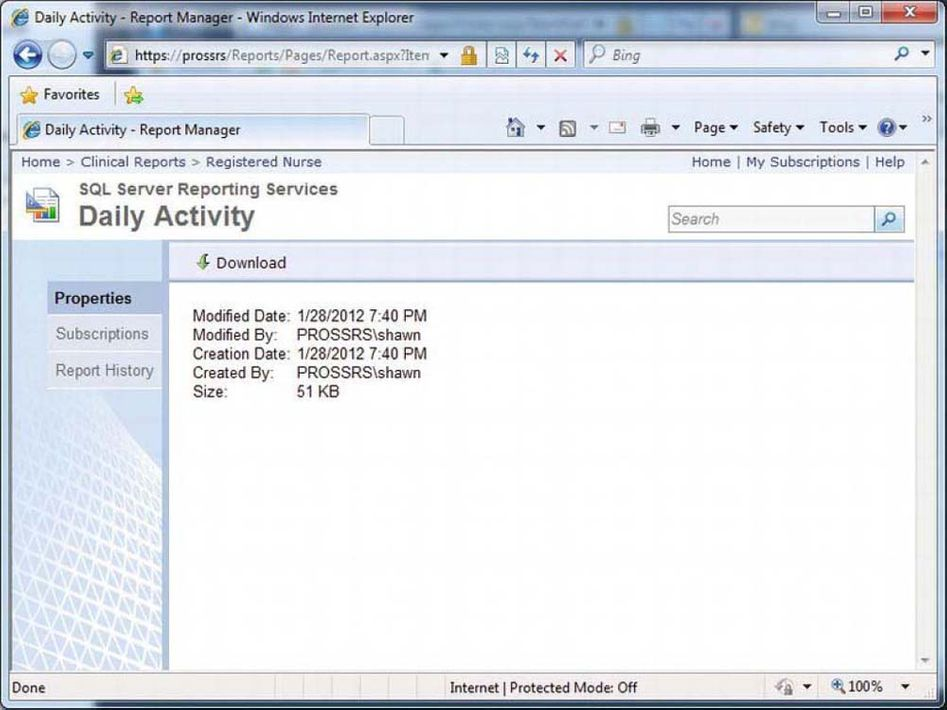 Daily Activity - Report Manager - Windows Internet Explorer
https://prossrs/Reports/Pages/Report.aspx?Iten
Bing
Favorites
Daily Activity - Report Manager
Page Safety Tools
Home > Clinical Reports > Registered Nurse
Home | My Subscriptions | Help
SQL Server Reporting Services
Daily Activity
Search
Download
Properties
Subscriptions
Report History
Modified Date: 1/28/2012 7:40 PM
Modified By: PROSSRS\shawn
Creation Date: 1/28/2012 7:40 PM
Created By: PROSSRS\shawn
Size: 51 KB
Done
Internet | Protected Mode: Off
100%